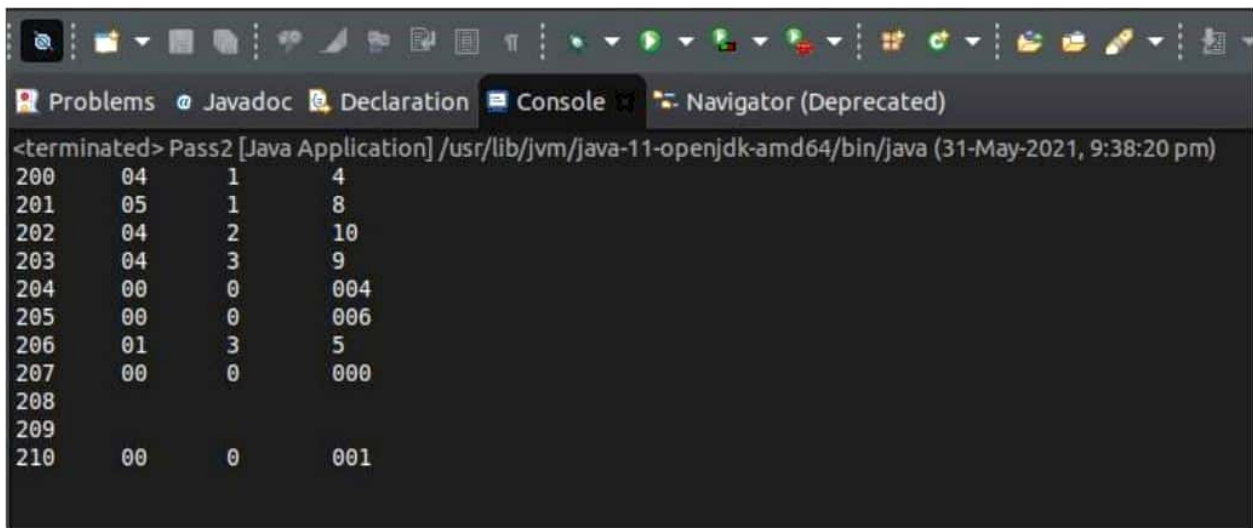 Problems @ Javadoc Declaration Console Navigator (Deprecated)
<terminated> Pass2 [Java Application] /usr/lib/jvm/java-11-openjdk-amd64/bin/java (31-May-2021, 9:38:20 pm)
200 04 1 4
201 05 1 8
202 04 2 10
203 04 3 9
204 00 0 004
205 00 0 006
206 01 3 5
207 00 0 000
208
209
210 00 0 001